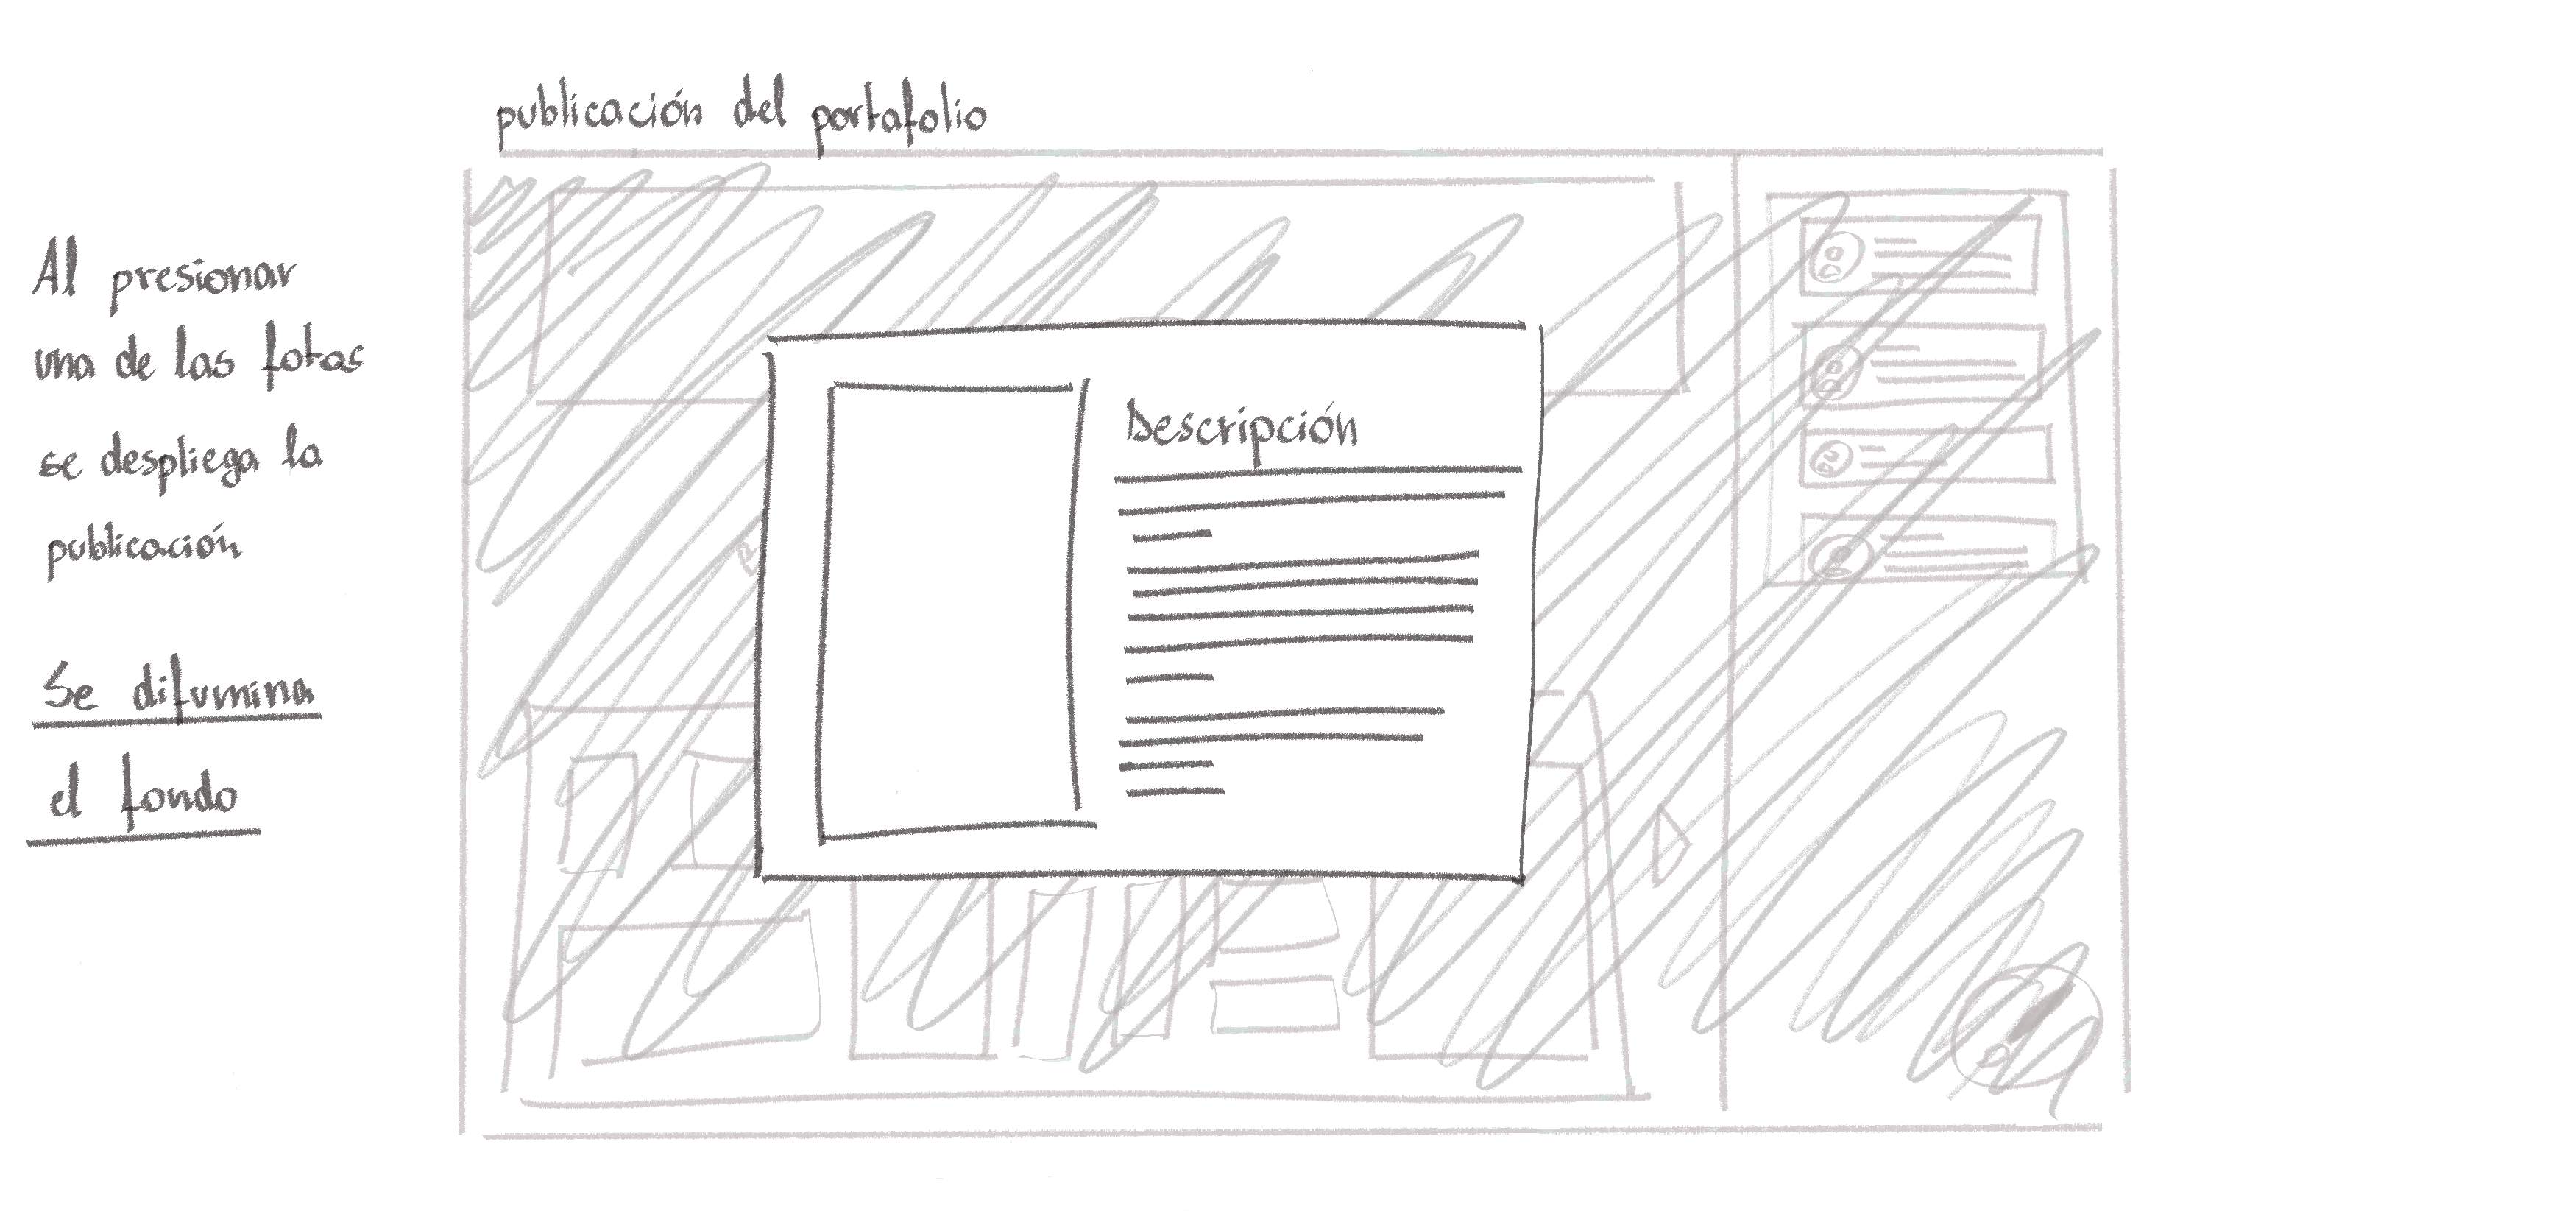 publicación del portafolio
Al presionar
una de las fotos
se despliega la
publicación
Se difumina
el fondo
Descripción